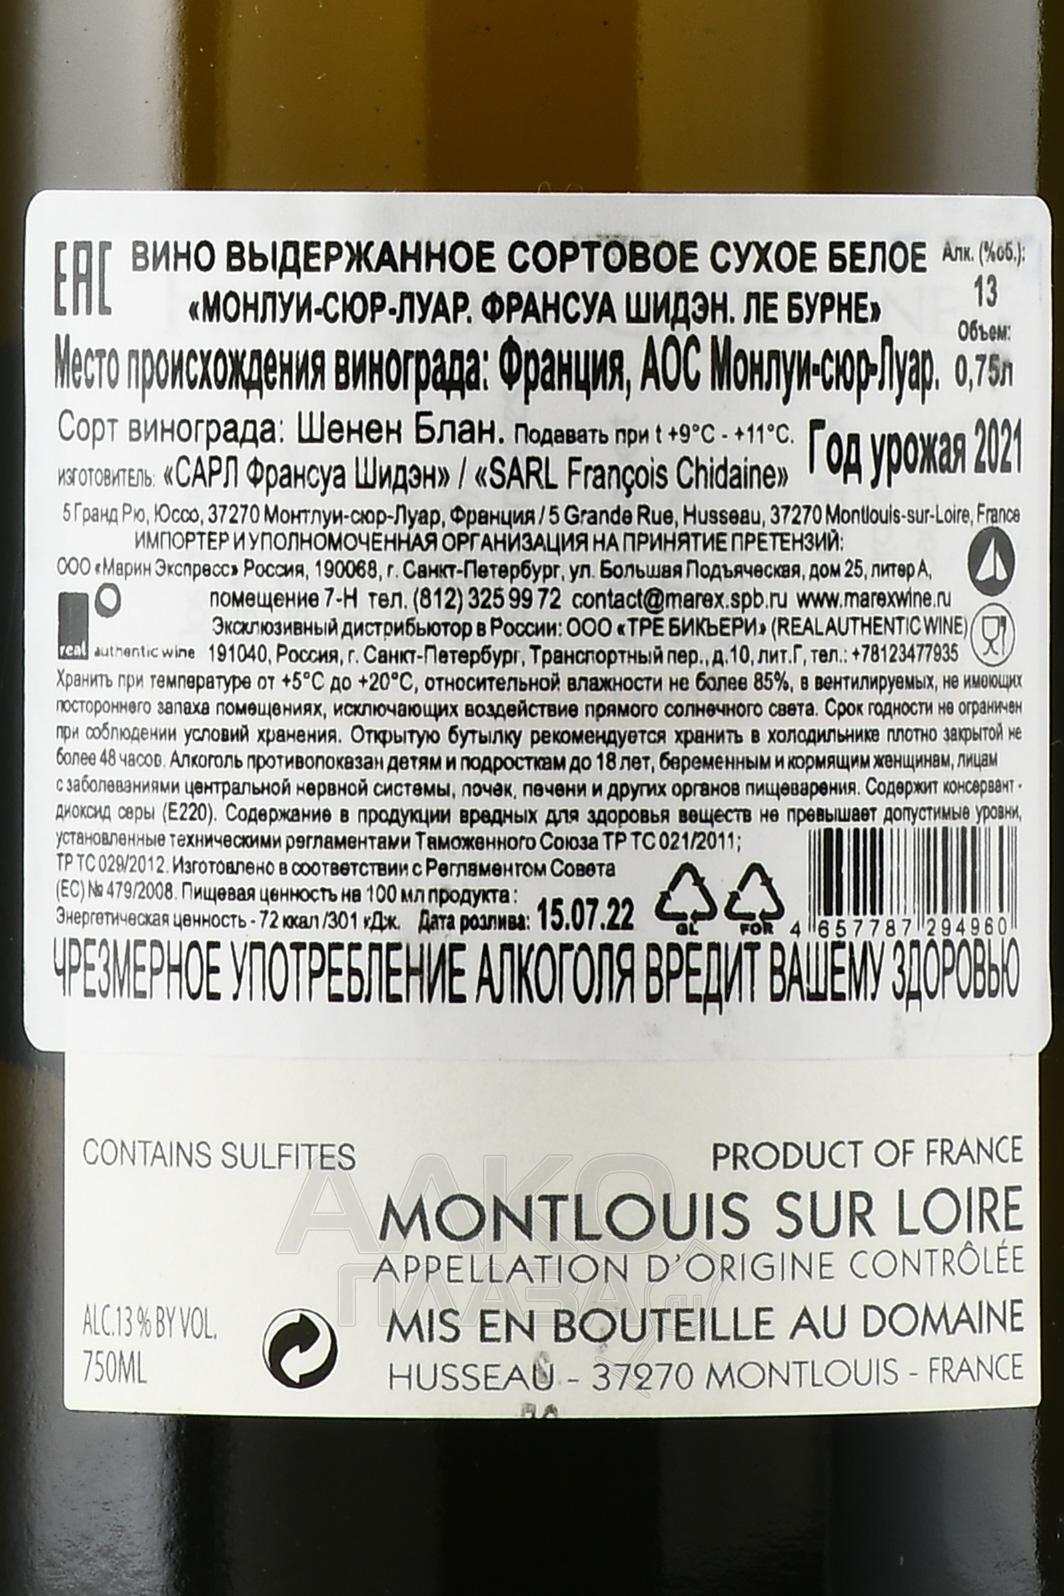 ЕАС
ВИНО ВЫДЕРЖАННОЕ СОРТОВОЕ СУХОЕ БЕЛОЕ
Алк. (%об.):
13
«МОНЛУИ-СЮР-ЛУАР. ФРАНСУА ШИДЭН. ЛЕ БУРНЕ»
Объем:
0,75л
Место происхождения винограда: Франция, АОС Монлуи-сюр-Луар.
Сорт винограда: Шенен Блан. Подавать при t +9°C - +11°C.
Год урожая 2021
ИЗГОТОВИТЕЛЬ: «САРЛ Франсуа Шидэн» / «SARL François Chidaine»
5 Гранд Рю, Юссо, 37270 Монтлуи-сюр-Луар, Франция / 5 Grande Rue, Husseau, 37270 Montlouis-sur-Loire, France
ИМПОРТЕР И УПОЛНОМОЧЕННАЯ ОРГАНИЗАЦИЯ НА ПРИНЯТИЕ ПРЕТЕНЗИЙ:
ООО «Марин Экспресс» Россия, 190068, г. Санкт-Петербург, ул. Большая Подъяческая, дом 25, литер А,
помещение 7-Н тел. (812) 325 99 72 contact@marex.spb.ru www.marexwine.ru
Эксклюзивный дистрибьютор в России: ООО «ТРЕ БИКЬЕРИ» (REAL AUTHENTIC WINE)
real authentic wine 191040, Россия, г. Санкт-Петербург, Транспортный пер., д.10, лит.Г, тел.: +78123477935
Хранить при температуре от +5°С до +20°С, относительной влажности не более 85%, в вентилируемых, не имеющих
постороннего запаха помещениях, исключающих воздействие прямого солнечного света. Срок годности не ограничен
при соблюдении условий хранения. Открытую бутылку рекомендуется хранить в холодильнике плотно закрытой не
более 48 часов. Алкоголь противопоказан детям и подросткам до 18 лет, беременным и кормящим женщинам, лицам
с заболеваниями центральной нервной системы, почек, печени и других органов пищеварения. Содержит консервант -
диоксид серы (Е220). Содержание в продукции вредных для здоровья веществ не превышает допустимые уровни,
установленные техническими регламентами Таможенного Союза ТР ТС 021/2011;
ТР ТС 029/2012. Изготовлено в соответствии с Регламентом Совета
(ЕС) № 479/2008. Пищевая ценность на 100 мл продукта:
Энергетическая ценность - 72 ккал /301 кДж. Дата розлива: 15.07.22
GL FOR
4 657787 294960
ЧРЕЗМЕРНОЕ УПОТРЕБЛЕНИЕ АЛКОГОЛЯ ВРЕДИТ ВАШЕМУ ЗДОРОВЬЮ
CONTAINS SULFITES
PRODUCT OF FRANCE
MONTLOUIS SUR LOIRE
APPELLATION D'ORIGINE CONTRÔLÉE
ALC.13 % BY VOL.
750ML
MIS EN BOUTEILLE AU DOMAINE
HUSSEAU - 37270 MONTLOUIS - FRANCE
АЛКО
ПЛАЗА.ru